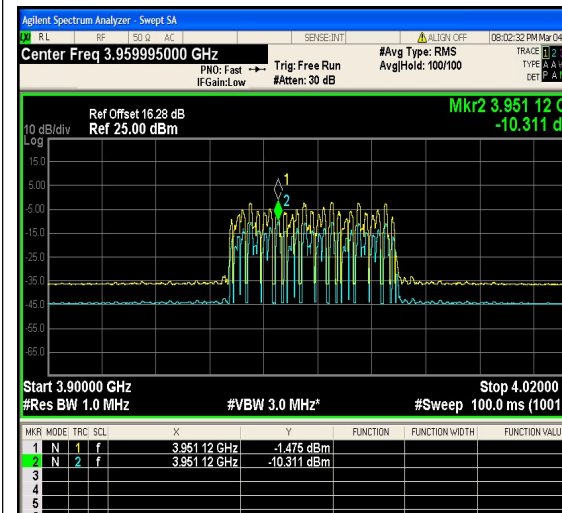 Agilent Spectrum Analyzer - Swept SA
RL RF 50 Ω AC SENSE:INT ALIGN OFF 08:02:32 PM Mar 04
Center Freq 3.959995000 GHz #Avg Type: RMS TRACE 1 2
PNO: Fast Trig: Free Run Avg|Hold: 100/100 TYPE A A
IFGain:Low #Atten: 30 dB DET P A
Ref Offset 16.28 dB Mkr2 3.951 12 G
10 dB/div Ref 25.00 dBm -10.311 d
Log
15.0
5.00
1
2
-5.00
-15.0
-25.0
-35.0
-45.0
-55.0
-65.0
Start 3.90000 GHz Stop 4.02000
#Res BW 1.0 MHz #VBW 3.0 MHz* #Sweep 100.0 ms (1001
MKR MODE TRC SCL X Y FUNCTION FUNCTION WIDTH FUNCTION VALU
1 N 1 f 3.951 12 GHz -1.475 dBm
2 N 2 f 3.951 12 GHz -10.311 dBm
3
4
5